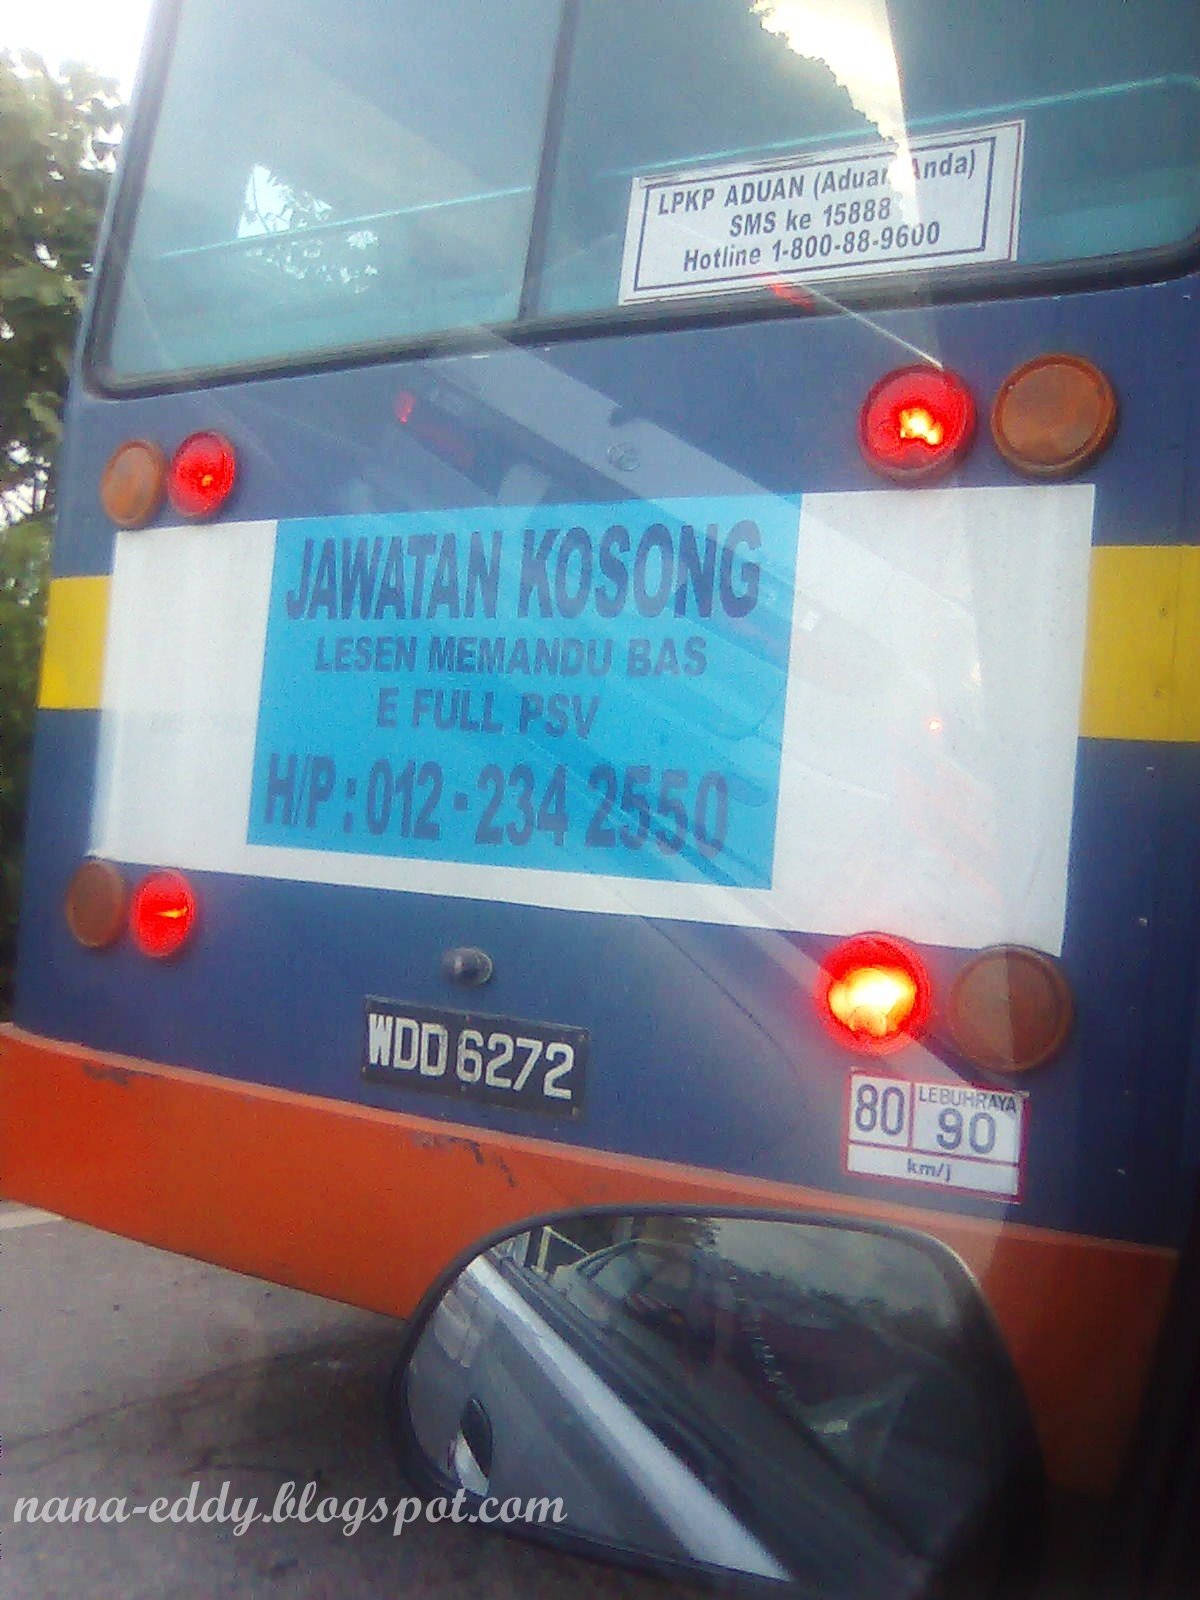 LPKP ADUAN (Aduan Anda)
SMS ke 15888
Hotline 1-800-88-9600
JAWATAN KOSONG
LESEN MEMANDU BAS
E FULL PSV
H/P : 012 - 234 2550
WDD 6272
80 LEBUHRAYA
90
km/j
nana-eddy.blogspot.com